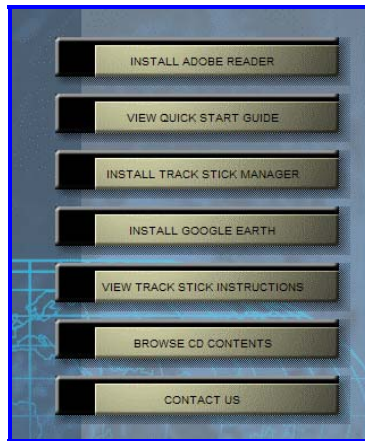 INSTALL ADOBE READER
VIEW QUICK START GUIDE
INSTALL TRACK STICK MANAGER
INSTALL GOOGLE EARTH
VIEW TRACK STICK INSTRUCTIONS
BROWSE CD CONTENTS
CONTACT US